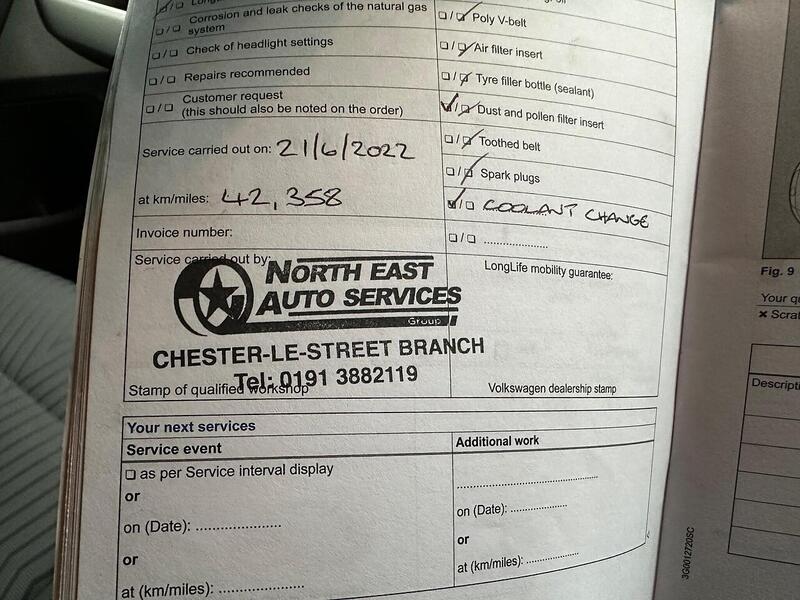 Corrosion and leak checks of the natural gas
system
Check of headlight settings
Repairs recommended
Customer request
(this should also be noted on the order)
Service carried out on: 21/6/2022
at km/miles: 42,358
Invoice number:
Service carried out by:
NORTH EAST
AUTO SERVICES
Group
CHESTER-LE-STREET BRANCH
Tel: 0191 3882119
Stamp of qualified workshop
Poly V-belt
Air filter insert
Tyre filler bottle (sealant)
Dust and pollen filter insert
Toothed belt
Spark plugs
COOLANT CHANGE
LongLife mobility guarantee:
Volkswagen dealership stamp
Your next services
Service event
as per Service interval display
or
on (Date): ......................
or
at (km/miles): ......................
Additional work
on (Date): ..............
or
at (km/miles): ..............
3G0012720SC
Fig. 9
Your
Descripti